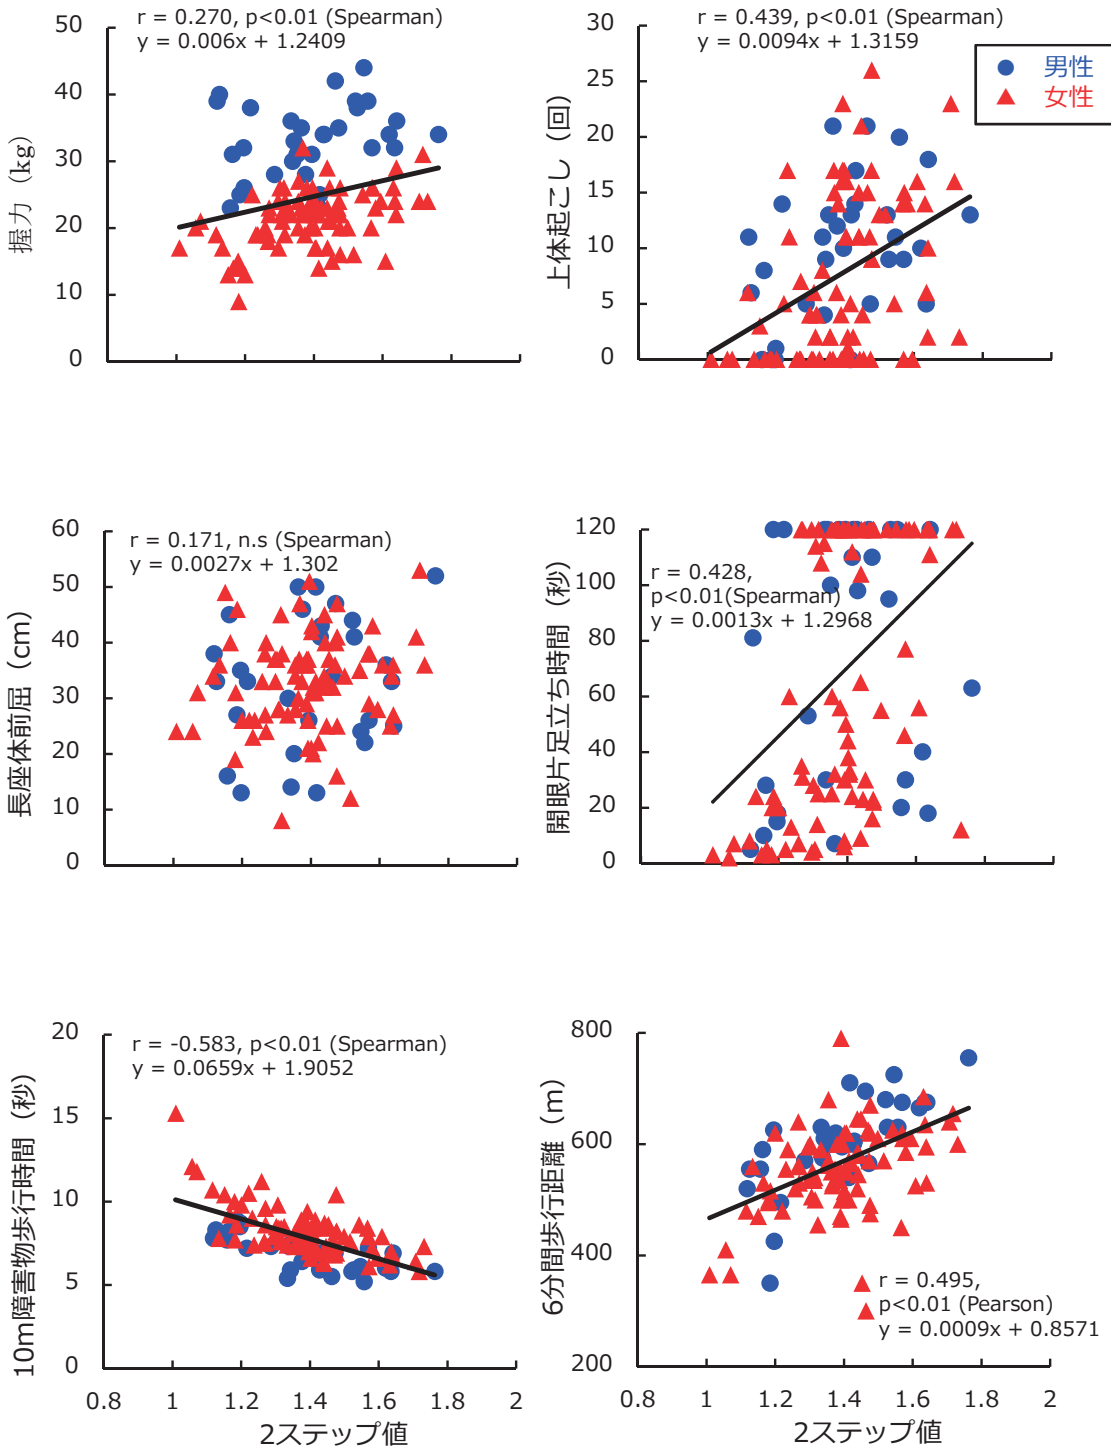 r = 0.270, p<0.01 (Spearman)
y = 0.006x + 1.2409
握力 (kg)
50
40
30
20
10
0
r = 0.439, p<0.01 (Spearman)
y = 0.0094x + 1.3159
上体起こし (回)
30
25
20
15
10
5
0
男性
女性
r = 0.171, n.s (Spearman)
y = 0.0027x + 1.302
長座体前屈 (cm)
60
50
40
30
20
10
0
r = 0.428,
p<0.01(Spearman)
y = 0.0013x + 1.2968
開眼片足立ち時間 (秒)
120
100
80
60
40
20
0
r = -0.583, p<0.01 (Spearman)
y = 0.0659x + 1.9052
10m障害物歩行時間 (秒)
20
15
10
5
0
0.8 1 1.2 1.4 1.6 1.8 2
2ステップ値
6分間歩行距離 (m)
800
600
400
200
r = 0.495,
p<0.01 (Pearson)
y = 0.0009x + 0.8571
0.8 1 1.2 1.4 1.6 1.8 2
2ステップ値